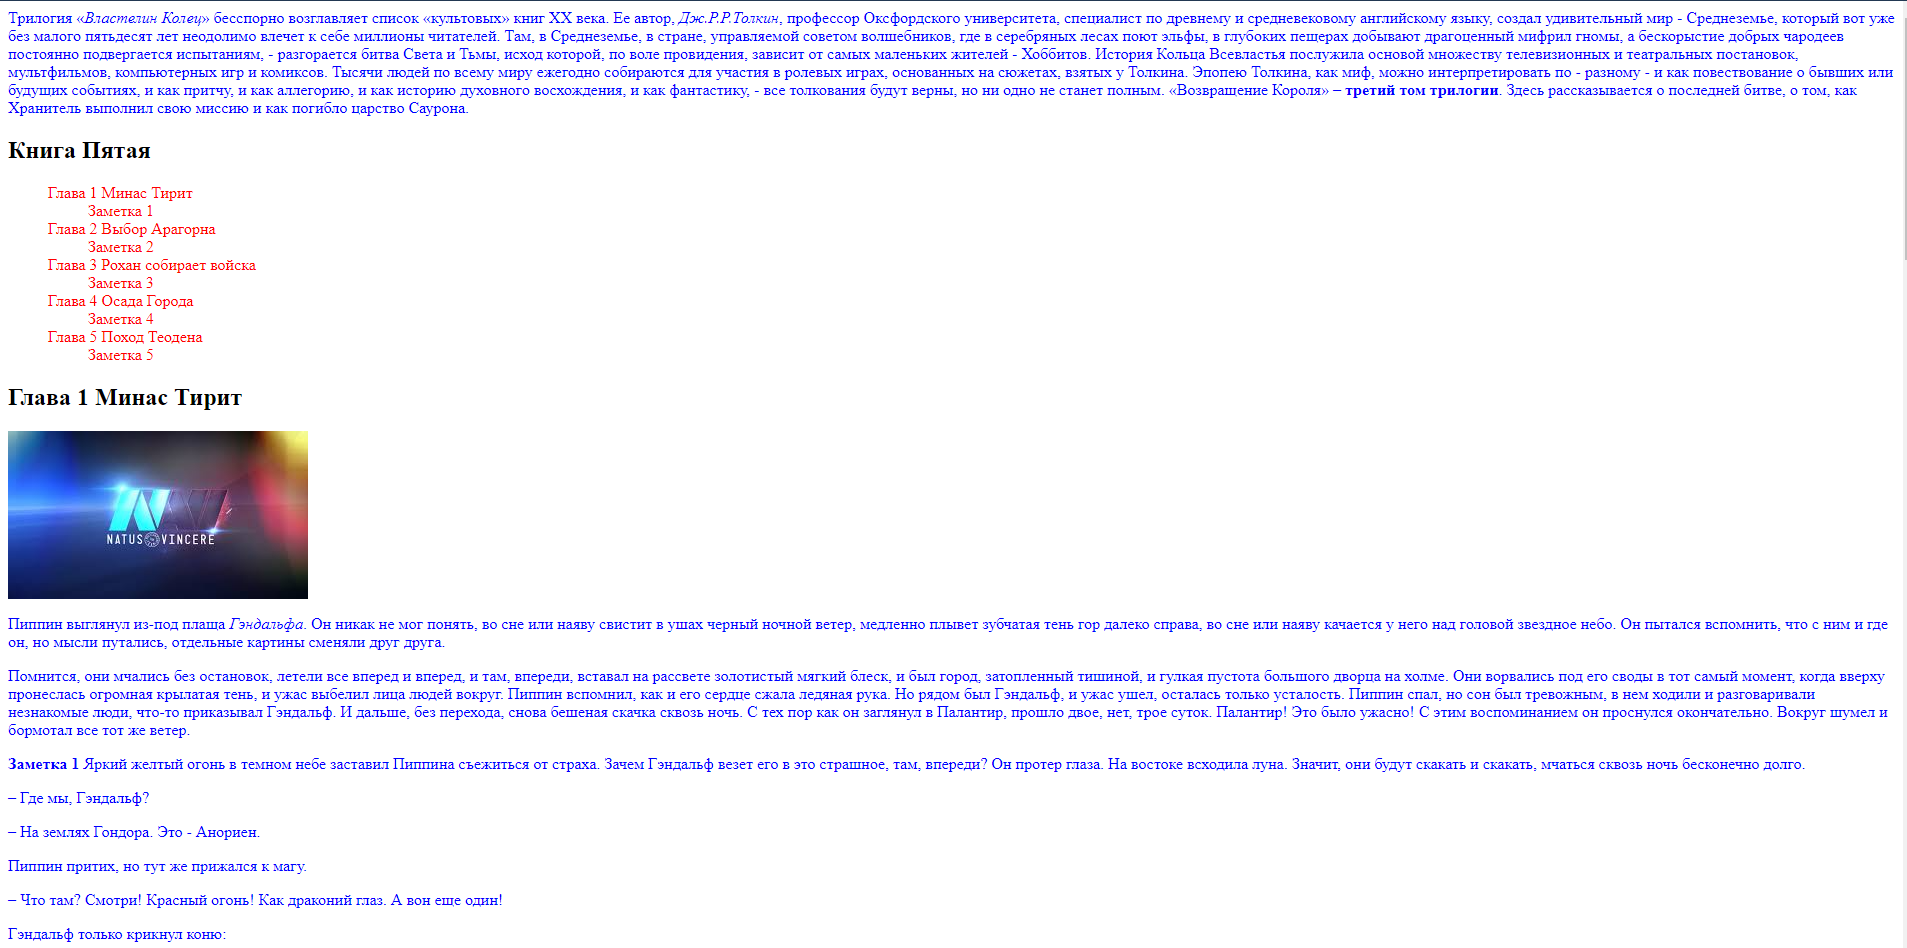 Трилогия «Властелин Колец» бесспорно возглавляет список «культовых» книг XX века. Ее автор, Дж.Р.Р.Толкин, профессор Оксфордского университета, специалист по древнему и средневековому английскому языку, создал удивительный мир - Среднеземье, который вот уже
без малого пятьдесят лет неодолимо влечет к себе миллионы читателей. Там, в Среднеземье, в стране, управляемой советом волшебников, где в серебряных лесах поют эльфы, в глубоких пещерах добывают драгоценный мифрил гномы, а бескорыстие добрых чародеев
постоянно подвергается испытаниям, - разгорается битва Света и Тьмы, исход которой, по воле провидения, зависит от самых маленьких жителей - Хоббитов. История Кольца Всевластья послужила основой множеству телевизионных и театральных постановок,
мультфильмов, компьютерных игр и комиксов. Тысячи людей по всему миру ежегодно собираются для участия в ролевых играх, основанных на сюжетах, взятых у Толкина. Эпопею Толкина, как миф, можно интерпретировать по - разному - и как повествование о бывших или
будущих событиях, и как притчу, и как аллегорию, и как историю духовного восхождения, и как фантастику, - все толкования будут верны, но ни одно не станет полным. «Возвращение Короля» – третий том трилогии. Здесь рассказывается о последней битве, о том, как
Хранитель выполнил свою миссию и как погибло царство Саурона.
Книга Пятая
Глава 1 Минас Тирит
Заметка 1
Глава 2 Выбор Арагорна
Заметка 2
Глава 3 Рохан собирает войска
Заметка 3
Глава 4 Осада Города
Заметка 4
Глава 5 Поход Теодена
Заметка 5
Глава 1 Минас Тирит
NATUS VINCERE
Пиппин выглянул из-под плаща Гэндальфа. Он никак не мог понять, во сне или наяву свистит в ушах черный ночной ветер, медленно плывет зубчатая тень гор далеко справа, во сне или наяву качается у него над головой звездное небо. Он пытался вспомнить, что с ним и где
он, но мысли путались, отдельные картины сменяли друг друга.
Помнится, они мчались без остановок, летели все вперед и вперед, и там, впереди, вставал на рассвете золотистый мягкий блеск, и был город, затопленный тишиной, и гулкая пустота большого дворца на холме. Они ворвались под его своды в тот самый момент, когда вверху
пронеслась огромная крылатая тень, и ужас выбелил лица людей вокруг. Пиппин вспомнил, как и его сердце сжала ледяная рука. Но рядом был Гэндальф, и ужас ушел, осталась только усталость. Пиппин спал, но сон был тревожным, в нем ходили и разговаривали
незнакомые люди, что-то приказывал Гэндальф. И дальше, без перехода, снова бешеная скачка сквозь ночь. С тех пор как он заглянул в Палантир, прошло двое, нет, трое суток. Палантир! Это было ужасно! С этим воспоминанием он проснулся окончательно. Вокруг шумел и
бормотал все тот же ветер.
Заметка 1 Яркий желтый огонь в темном небе заставил Пиппина съежиться от страха. Зачем Гэндальф везет его в это страшное, там, впереди? Он протер глаза. На востоке всходила луна. Значит, они будут скакать и скакать, мчаться сквозь ночь бесконечно долго.
– Где мы, Гэндальф?
– На землях Гондора. Это - Анориен.
Пиппин притих, но тут же прижался к магу.
– Что там? Смотри! Красный огонь! Как драконий глаз. А вон еще один!
Гэндальф только крикнул коню: